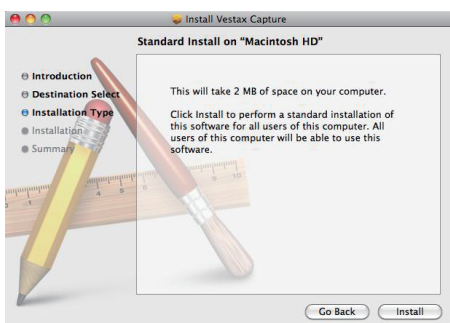 Install Vestax Capture
Standard Install on “Macintosh HD”
Introduction
Destination Select
Installation Type
Installation
Summary
This will take 2 MB of space on your computer.
Click Install to perform a standard installation of
this software for all users of this computer. All
users of this computer will be able to use this
software.
Go Back
Install